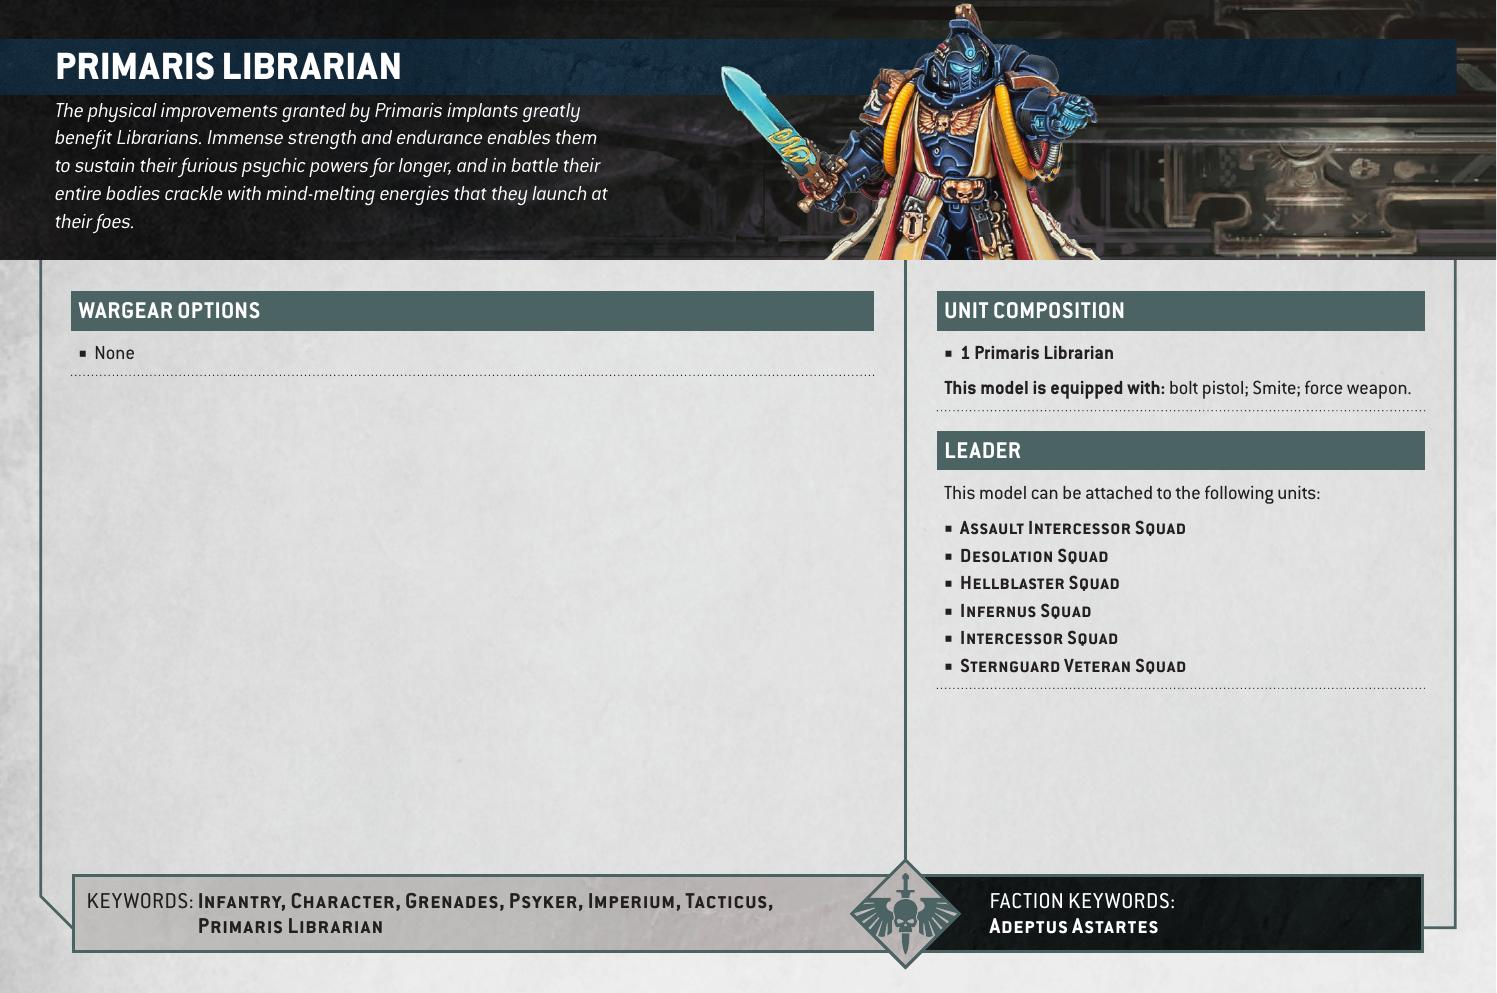 PRIMARIS LIBRARIAN
The physical improvements granted by Primaris implants greatly
benefit Librarians. Immense strength and endurance enables them
to sustain their furious psychic powers for longer, and in battle their
entire bodies crackle with mind-melting energies that they launch at
their foes.
WARGEAR OPTIONS
▪ None
UNIT COMPOSITION
▪ 1 Primaris Librarian
This model is equipped with: bolt pistol; Smite; force weapon.
LEADER
This model can be attached to the following units:
▪ Assault Intercessor Squad
▪ Desolation Squad
▪ Hellblaster Squad
▪ Infernus Squad
▪ Intercessor Squad
▪ Sternguard Veteran Squad
KEYWORDS: Infantry, Character, Grenades, Psyker, Imperium, Tacticus,
Primaris Librarian
FACTION KEYWORDS:
Adeptus Astartes